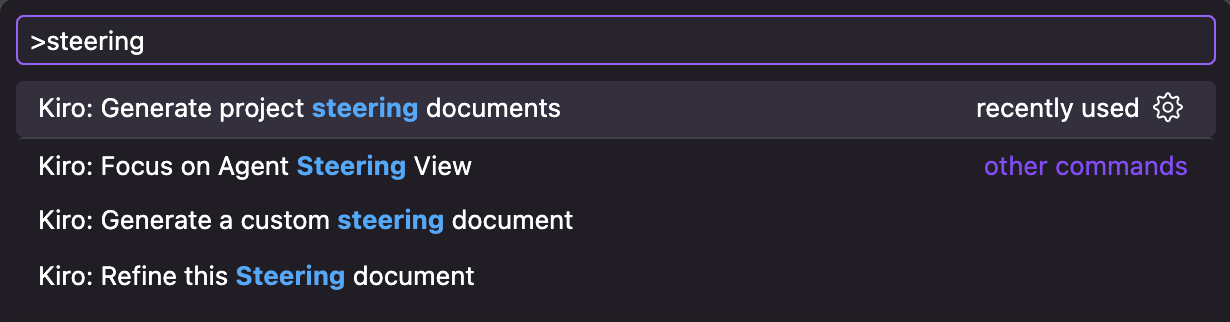 >steering
Kiro: Generate project steering documents recently used
Kiro: Focus on Agent Steering View other commands
Kiro: Generate a custom steering document
Kiro: Refine this Steering document